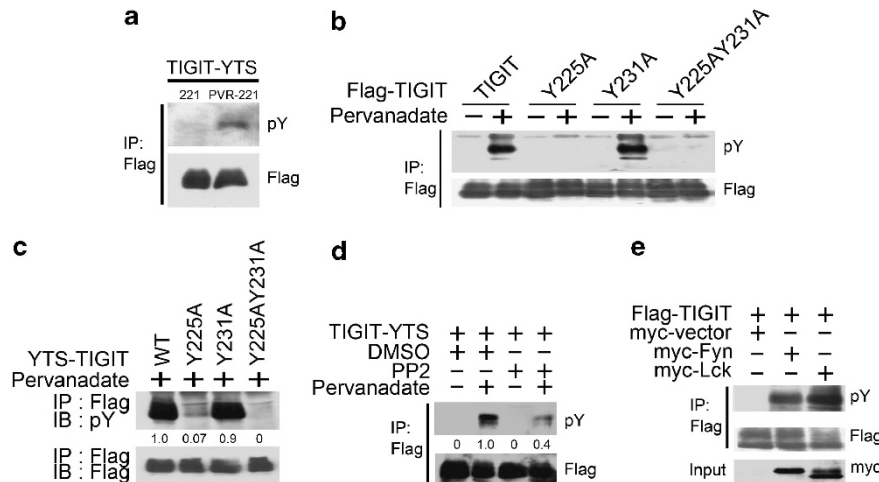 a
TIGIT-YTS
221 PVR-221
IP:
Flag
pY
Flag
b
Flag-TIGIT
TIGIT
Y225A
Y231A
Y225AY231A
Pervanadate
− + − + − + − +
IP:
Flag
pY
Flag
c
YTS-TIGIT
WT
Y225A
Y231A
Y225AY231A
Pervanadate + + + +
IP : Flag
IB : pY
1.0 0.07 0.9 0
IP : Flag
IB : Flag
d
TIGIT-YTS + + + +
DMSO + + − −
PP2 − − + +
Pervanadate − + − +
IP:
Flag
pY
0 1.0 0 0.4
Flag
e
Flag-TIGIT + + +
myc-vector + − −
myc-Fyn − + −
myc-Lck − − +
IP:
Flag
pY
Flag
Input
myc